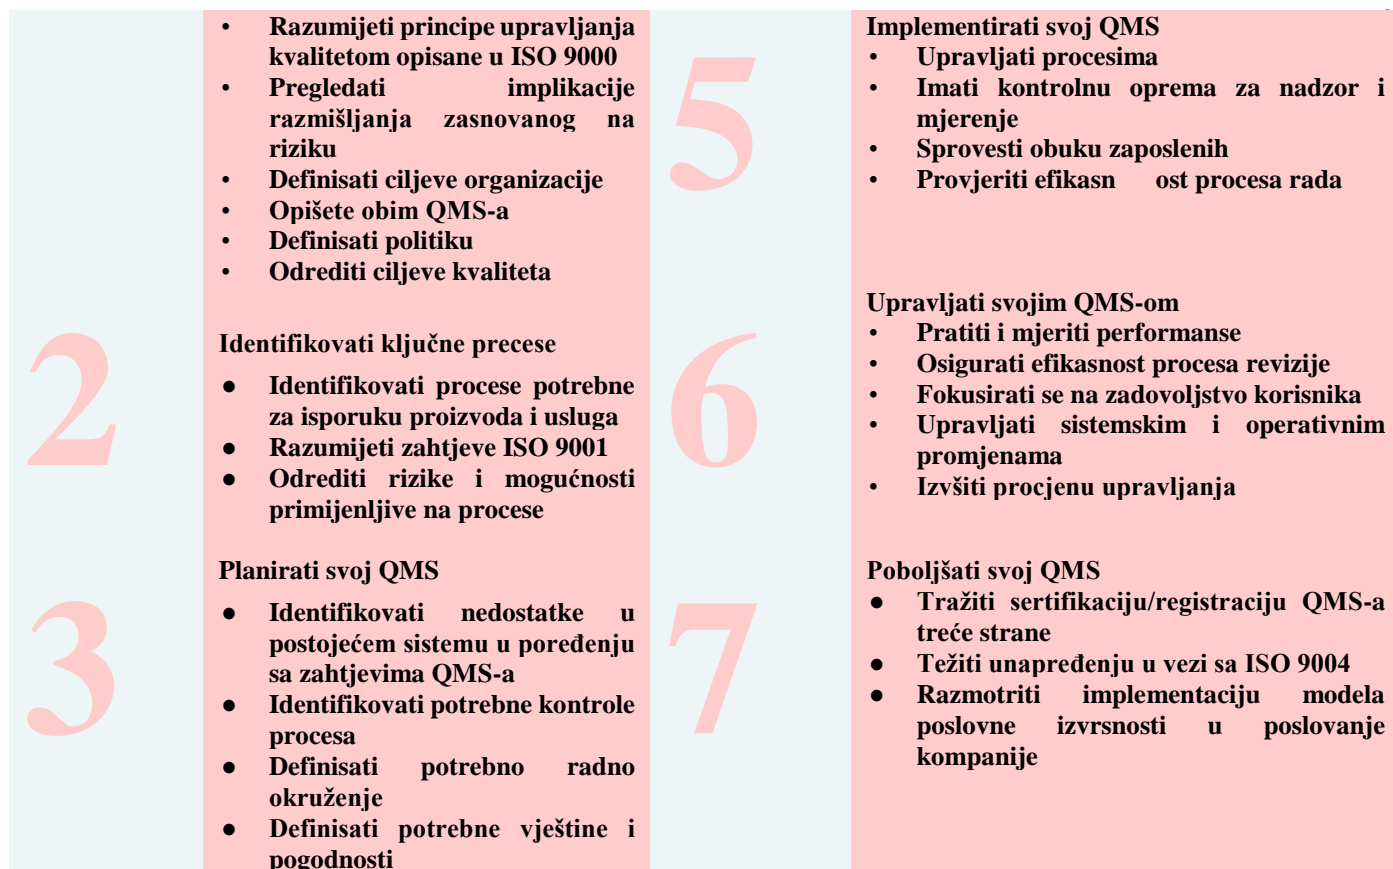 • Razumijeti principe upravljanja
kvalitetom opisane u ISO 9000
• Pregledati implikacije
razmišljanja zasnovanog na
riziku
• Definisati ciljeve organizacije
• Opišete obim QMS-a
• Definisati politiku
• Odrediti ciljeve kvaliteta
2
Identifikovati ključne precese
● Identifikovati procese potrebne
za isporuku proizvoda i usluga
● Razumijeti zahtjeve ISO 9001
● Odrediti rizike i mogućnosti
primijenljive na procese
3
Planirati svoj QMS
● Identifikovati nedostatke u
postojećem sistemu u poređenju
sa zahtjevima QMS-a
● Identifikovati potrebne kontrole
procesa
● Definisati potrebno radno
okruženje
● Definisati potrebne vještine i
pogodnosti
5
Implementirati svoj QMS
• Upravljati procesima
• Imati kontrolnu oprema za nadzor i
mjerenje
• Sprovesti obuku zaposlenih
• Provjeriti efikasn ost procesa rada
6
Upravljati svojim QMS-om
• Pratiti i mjeriti performanse
• Osigurati efikasnost procesa revizije
• Fokusirati se na zadovoljstvo korisnika
• Upravljati sistemskim i operativnim
promjenama
• Izvšiti procjenu upravljanja
7
Poboljšati svoj QMS
● Tražiti sertifikaciju/registraciju QMS-a
treće strane
● Težiti unapređenju u vezi sa ISO 9004
● Razmotriti implementaciju modela
poslovne izvrsnosti u poslovanje
kompanije